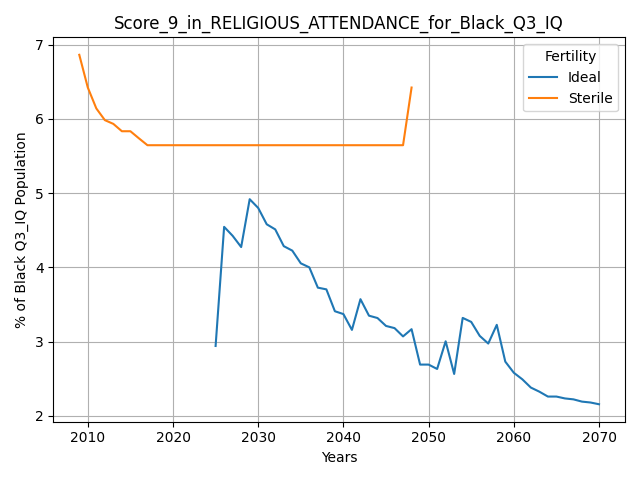 Score_9_in_RELIGIOUS_ATTENDANCE_for_Black_Q3_IQ
Fertility
Ideal
Sterile
% of Black Q3_IQ Population
7
6
5
4
3
2
2010 2020 2030 2040 2050 2060 2070
Years